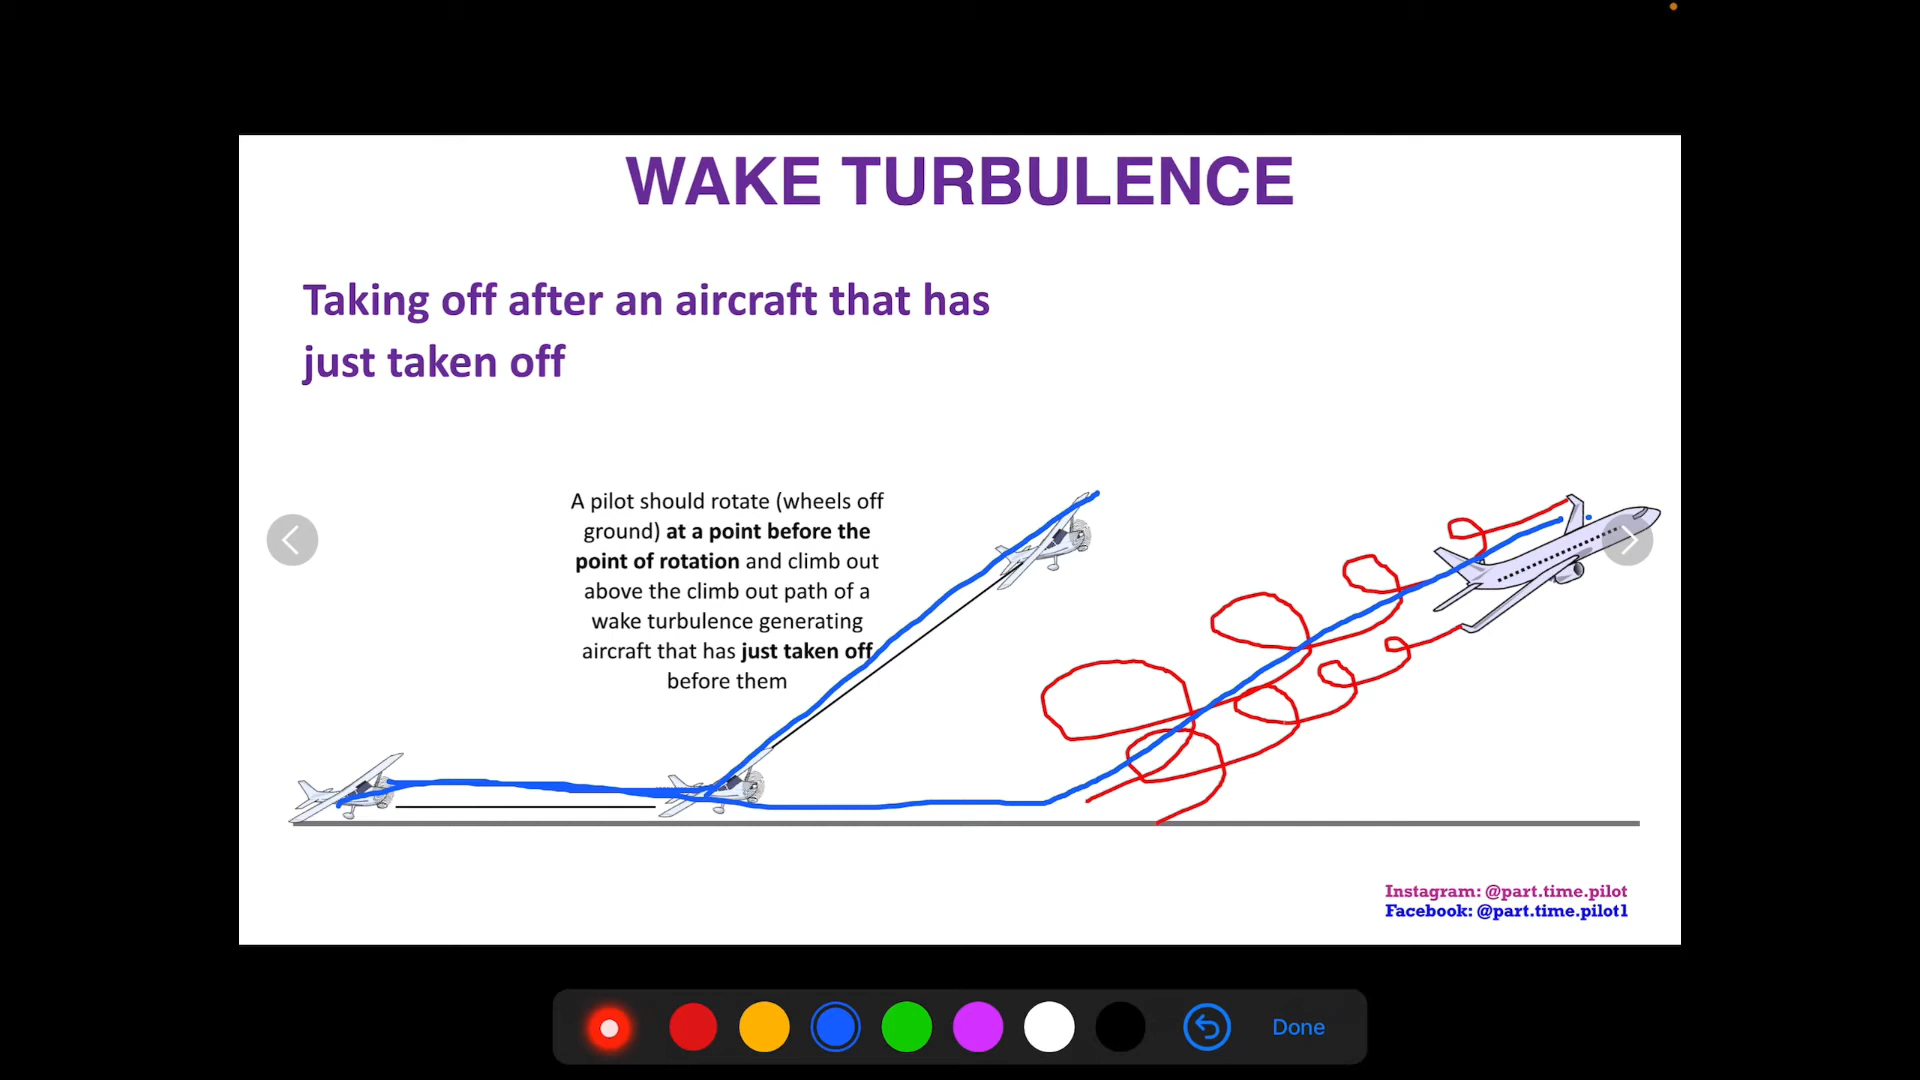 WAKE TURBULENCE
Taking off after an aircraft that has
just taken off
A pilot should rotate (wheels off
ground) at a point before the
point of rotation and climb out
above the climb out path of a
wake turbulence generating
aircraft that has just taken off
before them
Instagram: @part.time.pilot
Facebook: @part.time.pilot1
Done